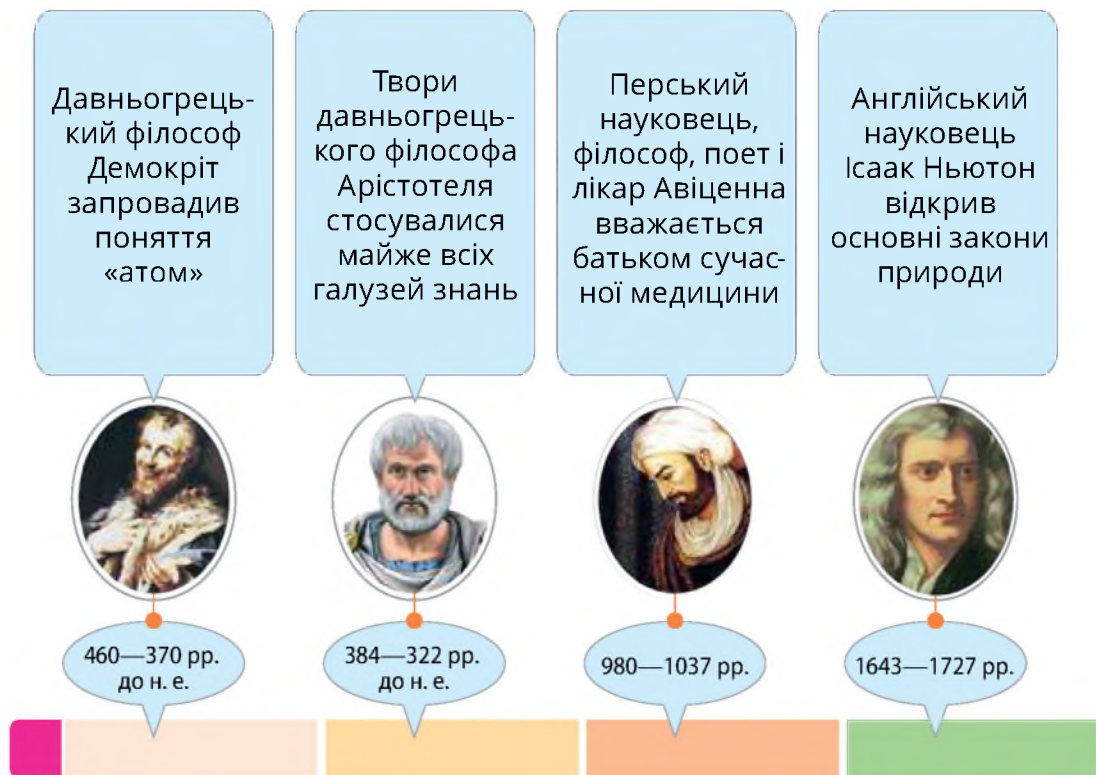 Давньогрець-
кий філософ
Демокріт
запровадив
поняття
«атом»
Твори
давньогрець-
кого філософа
Арістотеля
стосувалися
майже всіх
галузей знань
Перський
науковець,
філософ, поет і
лікар Авіценна
вважається
батьком сучас-
ної медицини
Англійський
науковець
Ісаак Ньютон
відкрив
основні закони
природи
460—370 рр.
до н. е.
384—322 рр.
до н. е.
980—1037 рр.
1643—1727 рр.